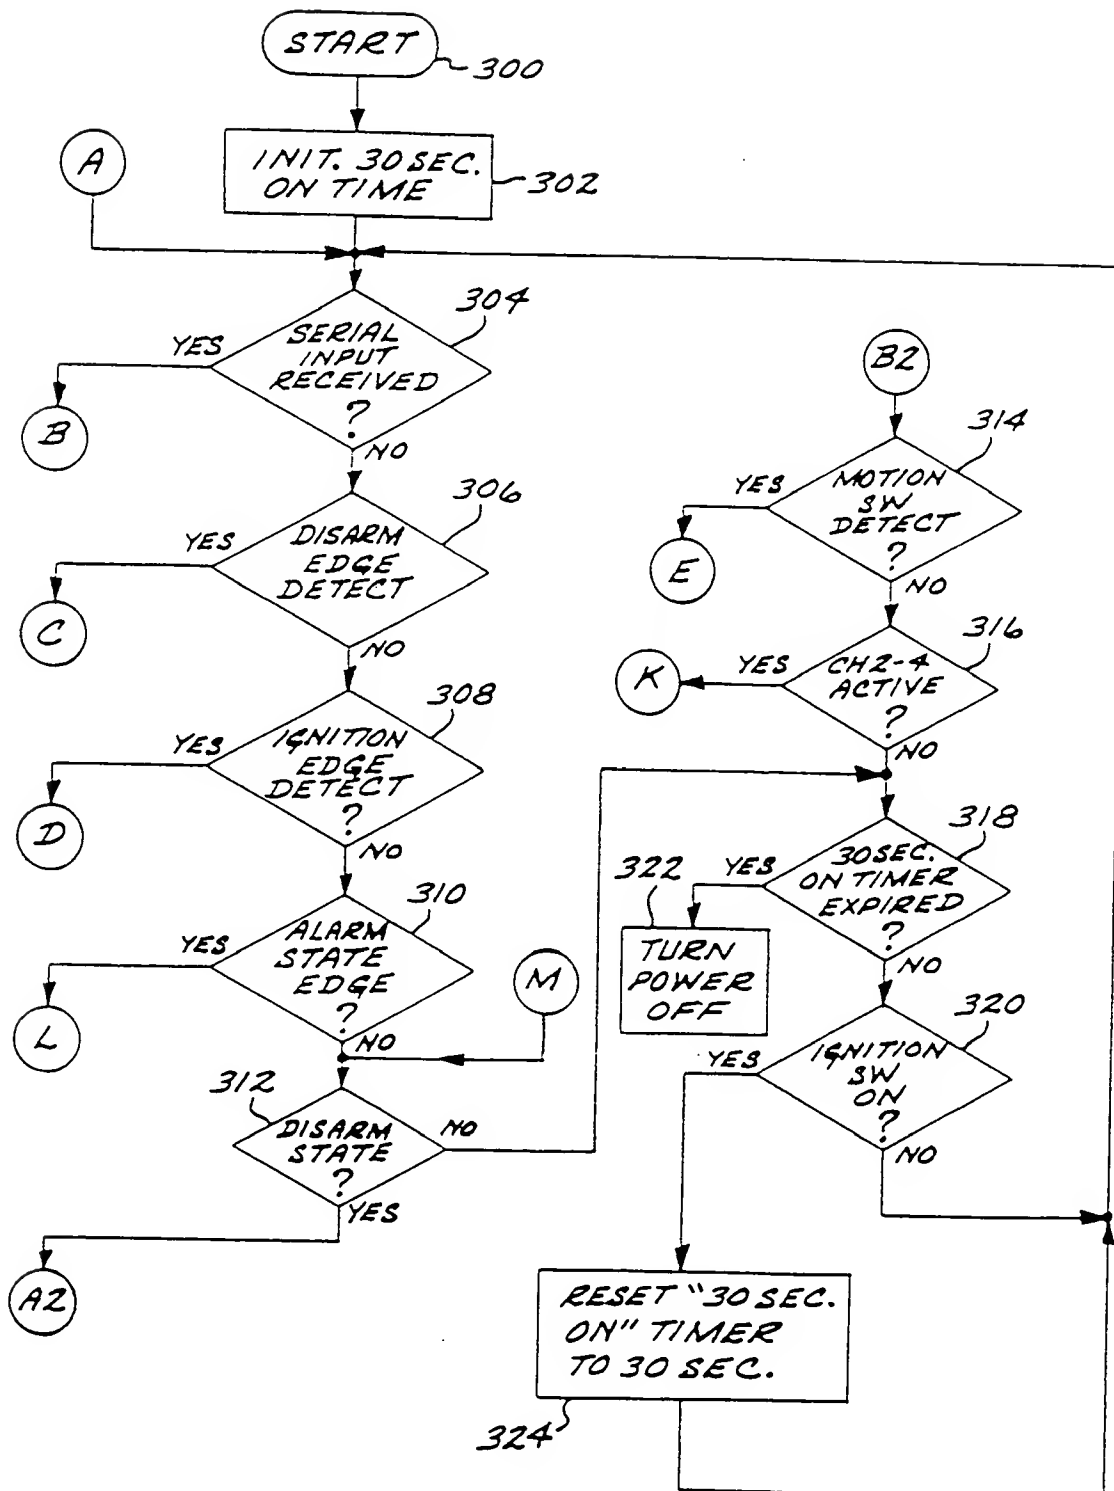 START
300
INIT. 30 SEC.
ON TIME
302
A
304
SERIAL
INPUT
RECEIVED
?
YES
NO
B
306
DISARM
EDGE
DETECT
YES
NO
C
308
IGNITION
EDGE
DETECT
?
YES
NO
D
310
ALARM
STATE
EDGE
?
YES
NO
L
M
312
DISARM
STATE
?
NO
YES
A2
B2
314
MOTION
SW
DETECT
?
YES
NO
E
316
CH2-4
ACTIVE
?
YES
NO
K
318
30SEC.
ON TIMER
EXPIRED
?
YES
NO
322
TURN
POWER
OFF
320
IGNITION
SW
ON
?
YES
NO
RESET "30 SEC.
ON" TIMER
TO 30 SEC.
324